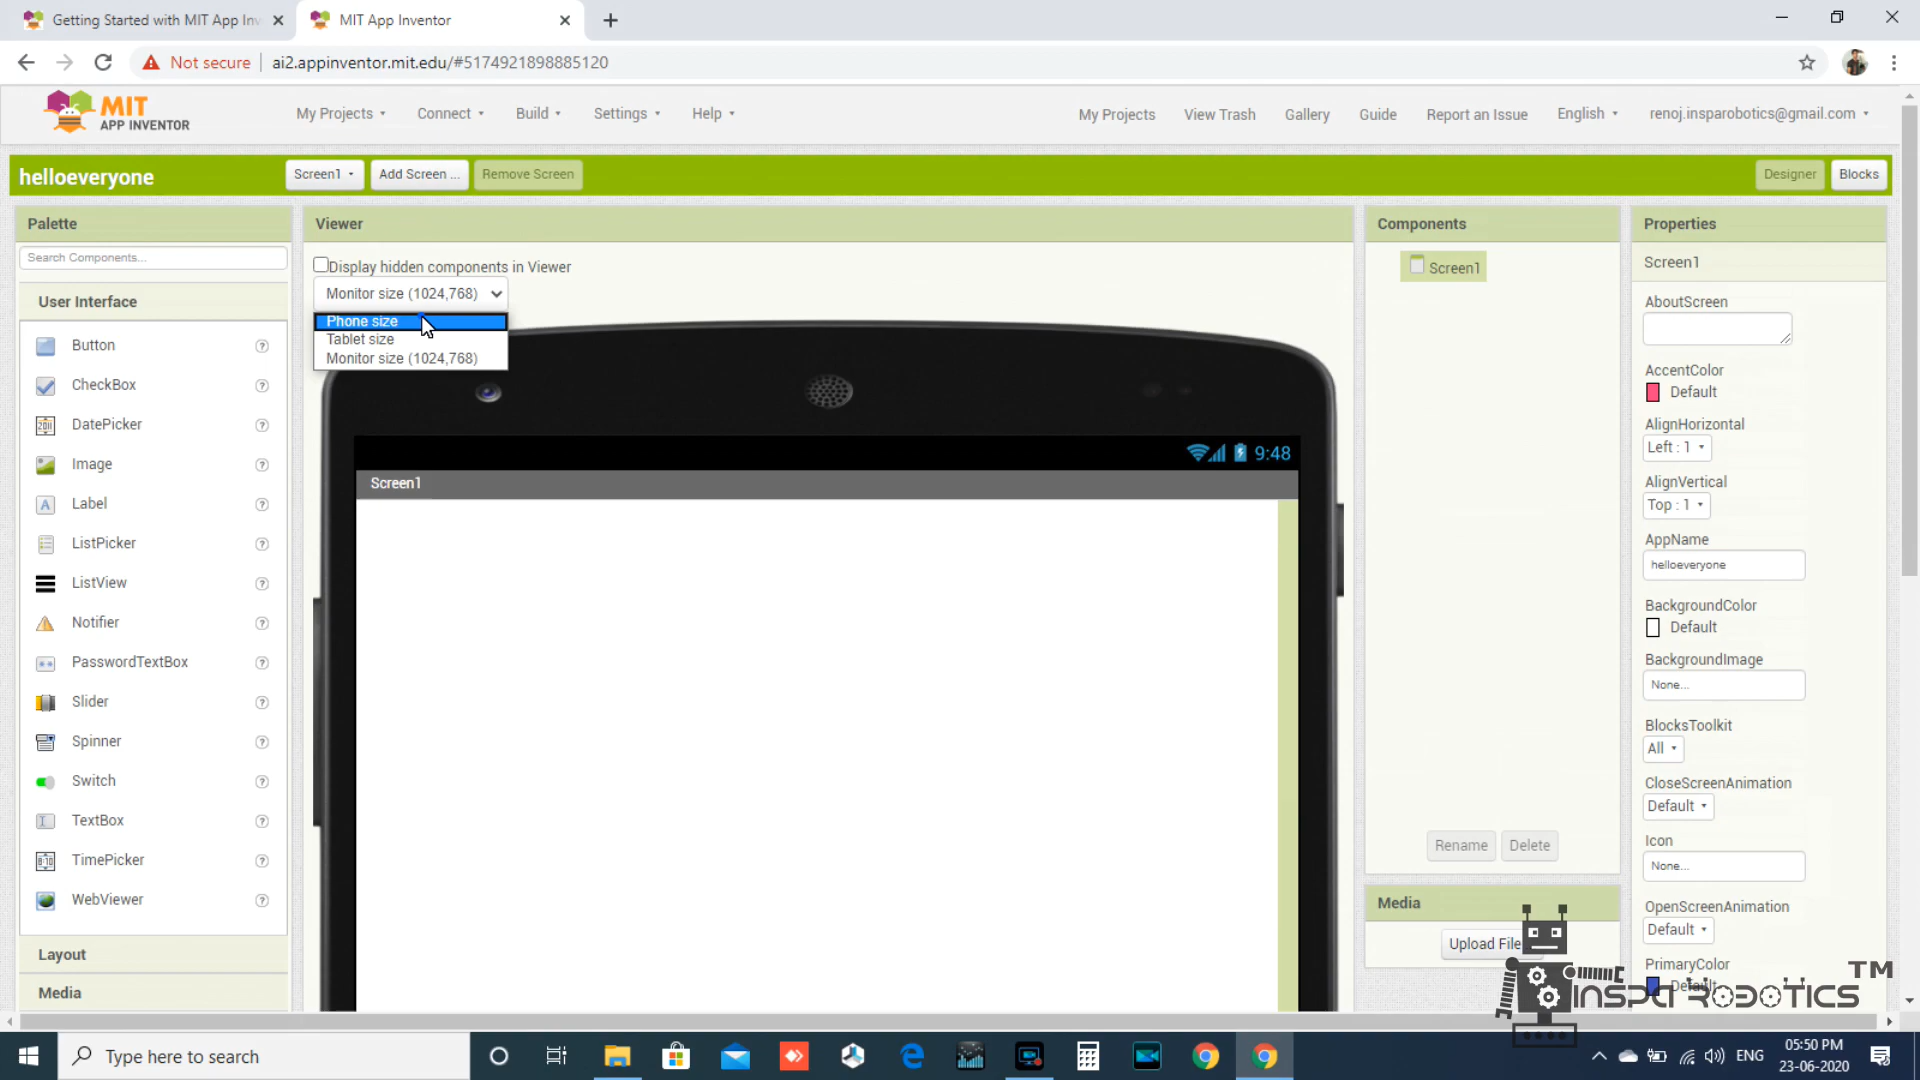 Getting Started with MIT App Inv
MIT App Inventor
Not secure
ai2.appinventor.mit.edu/#5174921898885120
MIT
APP INVENTOR
My Projects
Connect
Build
Settings
Help
My Projects
View Trash
Gallery
Guide
Report an Issue
English
renoj.insparobotics@gmail.com
helloeveryone
Screen1
Add Screen ...
Remove Screen
Designer
Blocks
Palette
Search Components...
User Interface
Button
CheckBox
DatePicker
Image
Label
ListPicker
ListView
Notifier
PasswordTextBox
Slider
Spinner
Switch
TextBox
TimePicker
WebViewer
Layout
Media
Viewer
Display hidden components in Viewer
Monitor size (1024,768)
Phone size
Tablet size
Monitor size (1024,768)
9:48
Screen1
Components
Screen1
Rename
Delete
Media
Upload File
Properties
Screen1
AboutScreen
AccentColor
Default
AlignHorizontal
Left : 1
AlignVertical
Top : 1
AppName
helloeveryone
BackgroundColor
Default
BackgroundImage
None...
BlocksToolkit
All
CloseScreenAnimation
Default
Icon
None...
OpenScreenAnimation
Default
PrimaryColor
Default
INSPA ROBOTICS TM
Type here to search
ENG
05:50 PM
23-06-2020